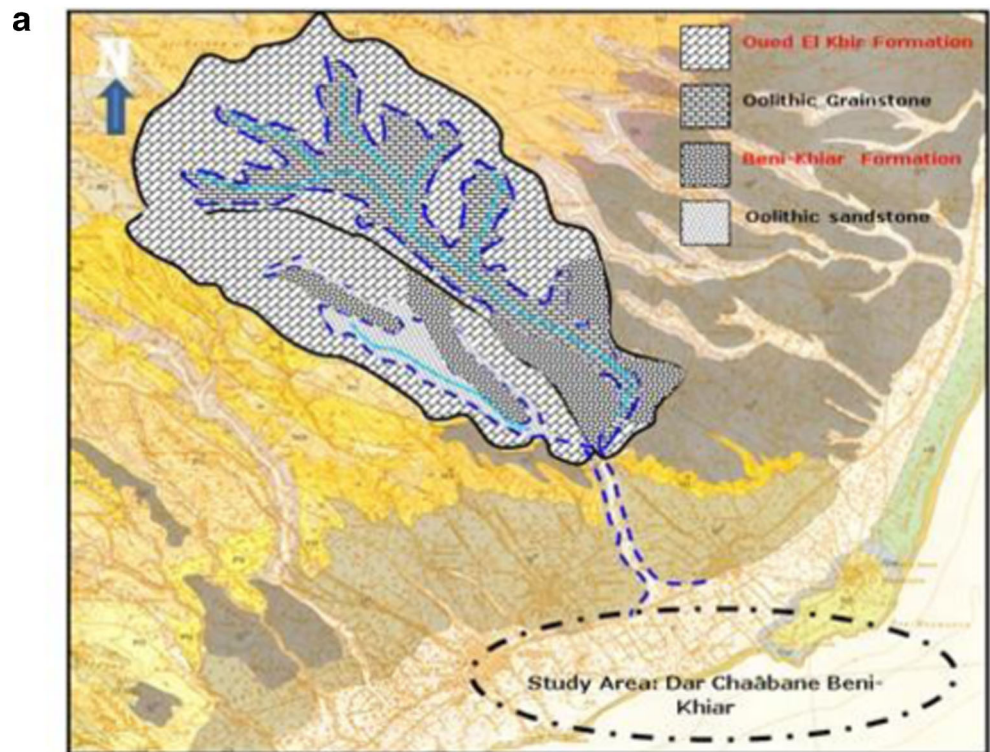 a
N
Oued El Kbir Formation
Oolithic Grainstone
Beni-Khiar Formation
Oolithic sandstone
Study Area: Dar Chaâbane Beni-
Khiar